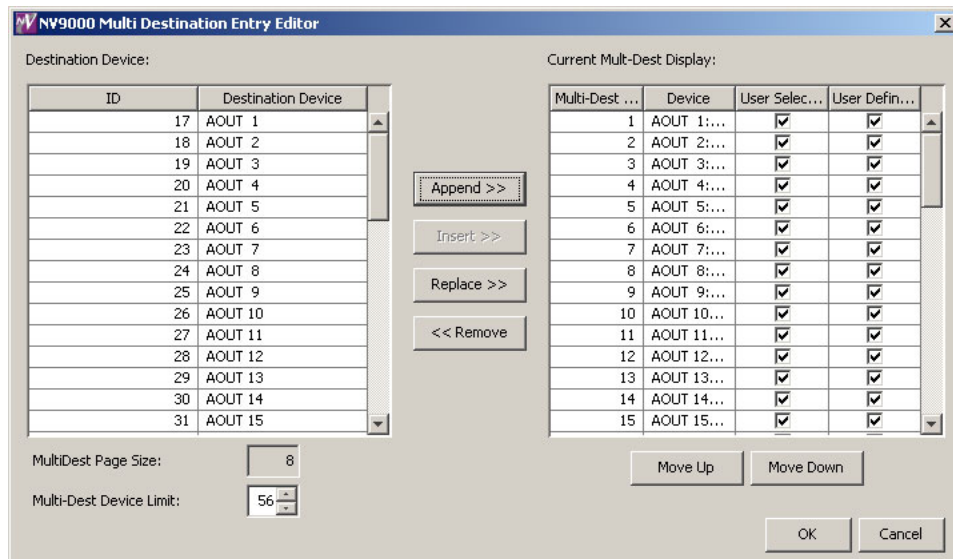 NV9000 Multi Destination Entry Editor
Destination Device:
ID Destination Device
17 AOUT 1
18 AOUT 2
19 AOUT 3
20 AOUT 4
21 AOUT 5
22 AOUT 6
23 AOUT 7
24 AOUT 8
25 AOUT 9
26 AOUT 10
27 AOUT 11
28 AOUT 12
29 AOUT 13
30 AOUT 14
31 AOUT 15
MultiDest Page Size: 8
Multi-Dest Device Limit: 56
Append >>
Insert >>
Replace >>
<< Remove
Current Mult-Dest Display:
Multi-Dest ... Device User Selec... User Defin...
1 AOUT 1:...
2 AOUT 2:...
3 AOUT 3:...
4 AOUT 4:...
5 AOUT 5:...
6 AOUT 6:...
7 AOUT 7:...
8 AOUT 8:...
9 AOUT 9:...
10 AOUT 10...
11 AOUT 11...
12 AOUT 12...
13 AOUT 13...
14 AOUT 14...
15 AOUT 15...
Move Up Move Down
OK Cancel